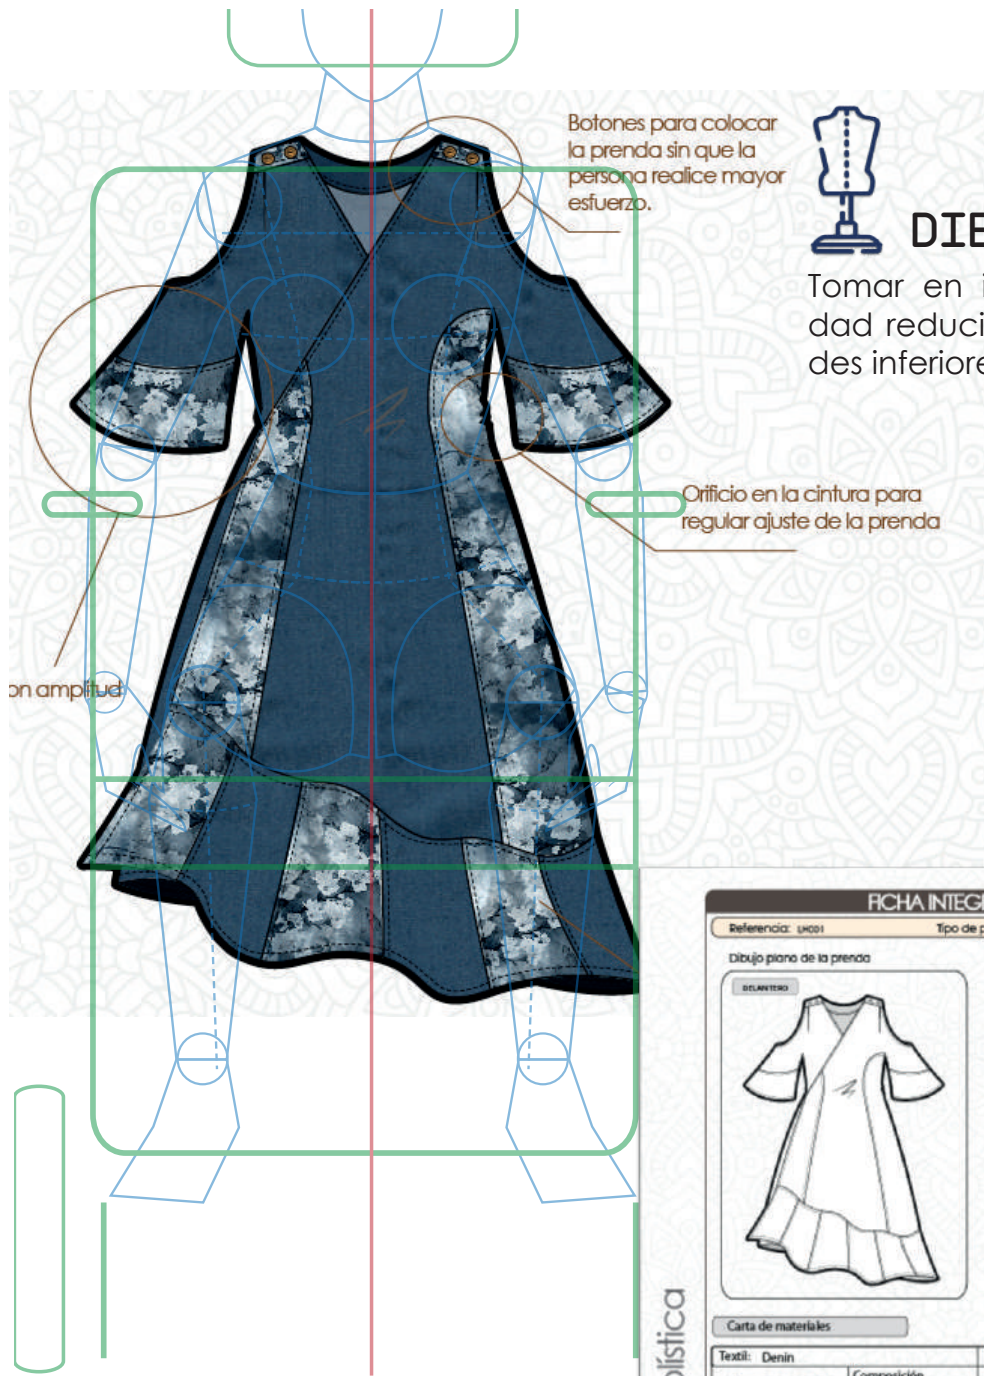 Botones para colocar
la prenda sin que la
persona realice mayor
esfuerzo.
DIE
Tomar en i
dad reduci
des inferiore
Orificio en la cintura para
regular ajuste de la prenda
on amplitud
FICHA INTEG
Referencia: LH001
Tipo de p
Dibujo plano de la prenda
DELANTERO
Carta de materiales
Textil: Denin
Composición
olística